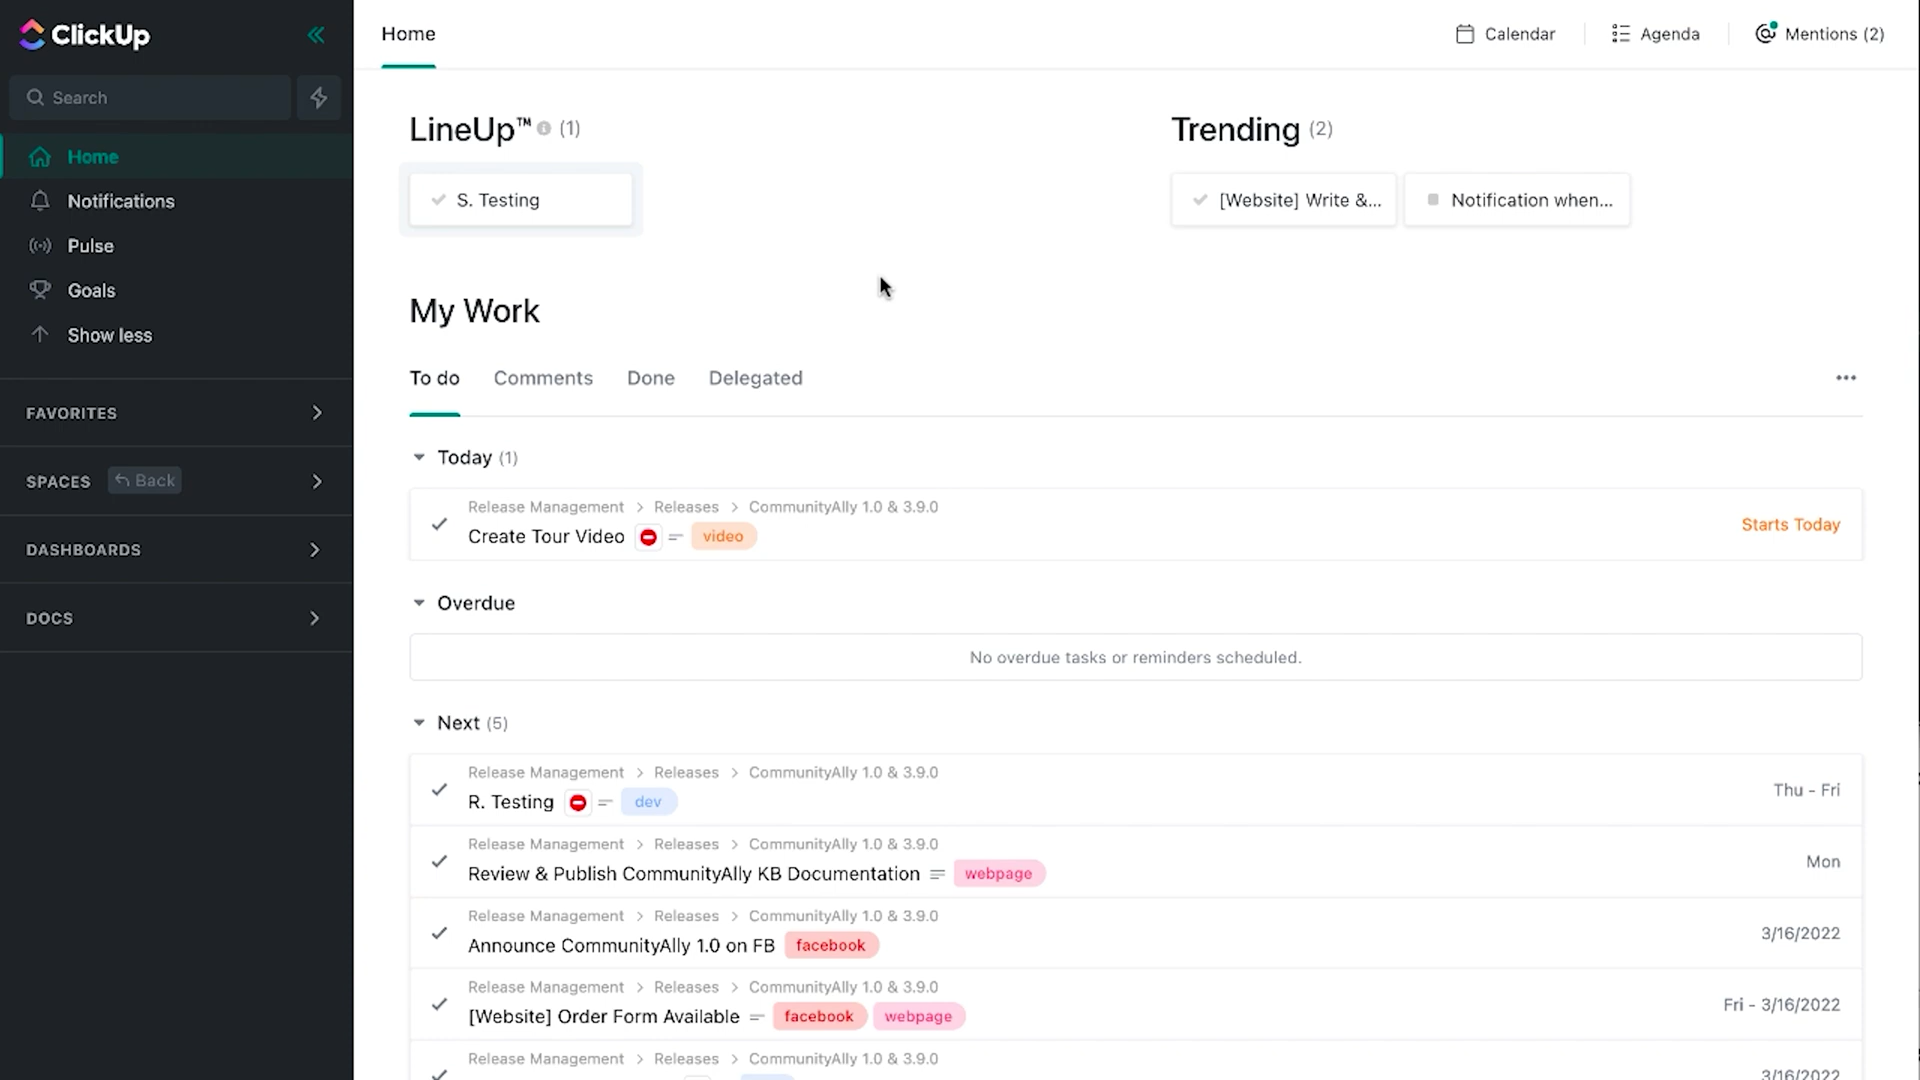 ClickUp
Search
Home
Notifications
Pulse
Goals
Show less
FAVORITES
SPACES Back
DASHBOARDS
DOCS
Home
Calendar
Agenda
Mentions (2)
LineUp™ (1)
S. Testing
Trending (2)
[Website] Write &...
Notification when...
My Work
To do
Comments
Done
Delegated
Today (1)
Release Management > Releases > CommunityAlly 1.0 & 3.9.0
Create Tour Video video
Starts Today
Overdue
No overdue tasks or reminders scheduled.
Next (5)
Release Management > Releases > CommunityAlly 1.0 & 3.9.0
R. Testing dev
Thu - Fri
Release Management > Releases > CommunityAlly 1.0 & 3.9.0
Review & Publish CommunityAlly KB Documentation webpage
Mon
Release Management > Releases > CommunityAlly 1.0 & 3.9.0
Announce CommunityAlly 1.0 on FB facebook
3/16/2022
Release Management > Releases > CommunityAlly 1.0 & 3.9.0
[Website] Order Form Available facebook webpage
Fri - 3/16/2022
Release Management > Releases > CommunityAlly 1.0 & 3.9.0
3/16/2022